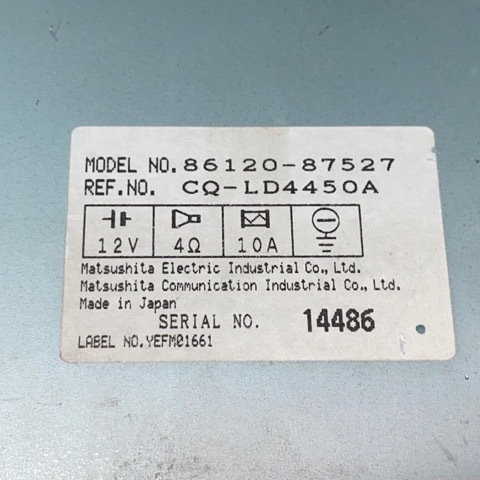 MODEL NO. 86120-87527
REF.NO. CQ-LD4450A
12V 4Ω 10A
Matsushita Electric Industrial Co., Ltd.
Matsushita Communication Industrial Co., Ltd.
Made in Japan
SERIAL NO. 14486
LABEL NO.YEFM01661